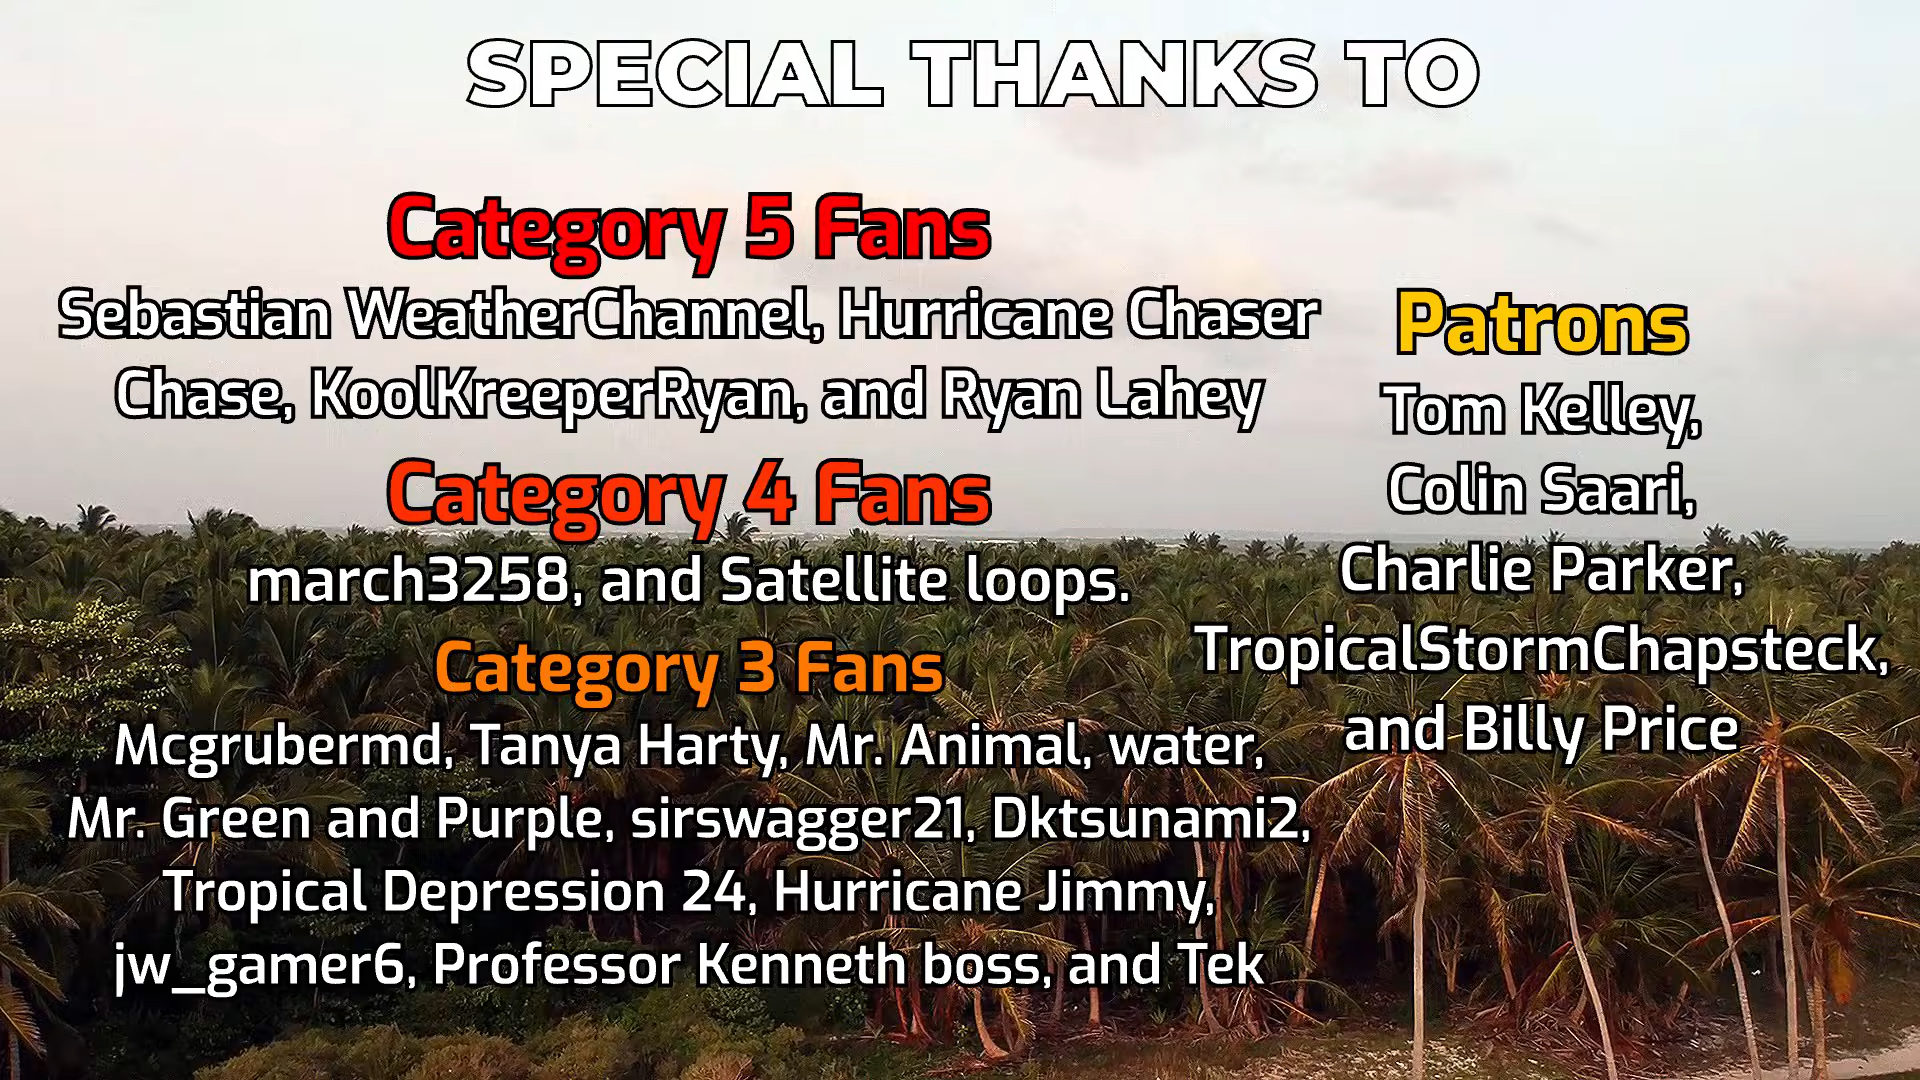 SPECIAL THANKS TO
Category 5 Fans
Sebastian WeatherChannel, Hurricane Chaser
Chase, KoolKreeperRyan, and Ryan Lahey
Category 4 Fans
march3258, and Satellite loops.
Category 3 Fans
Mcgrubermd, Tanya Harty, Mr. Animal, water,
Mr. Green and Purple, sirswagger21, Dktsunami2,
Tropical Depression 24, Hurricane Jimmy,
jw_gamer6, Professor Kenneth boss, and Tek
Patrons
Tom Kelley,
Colin Saari,
Charlie Parker,
TropicalStormChapsteck,
and Billy Price